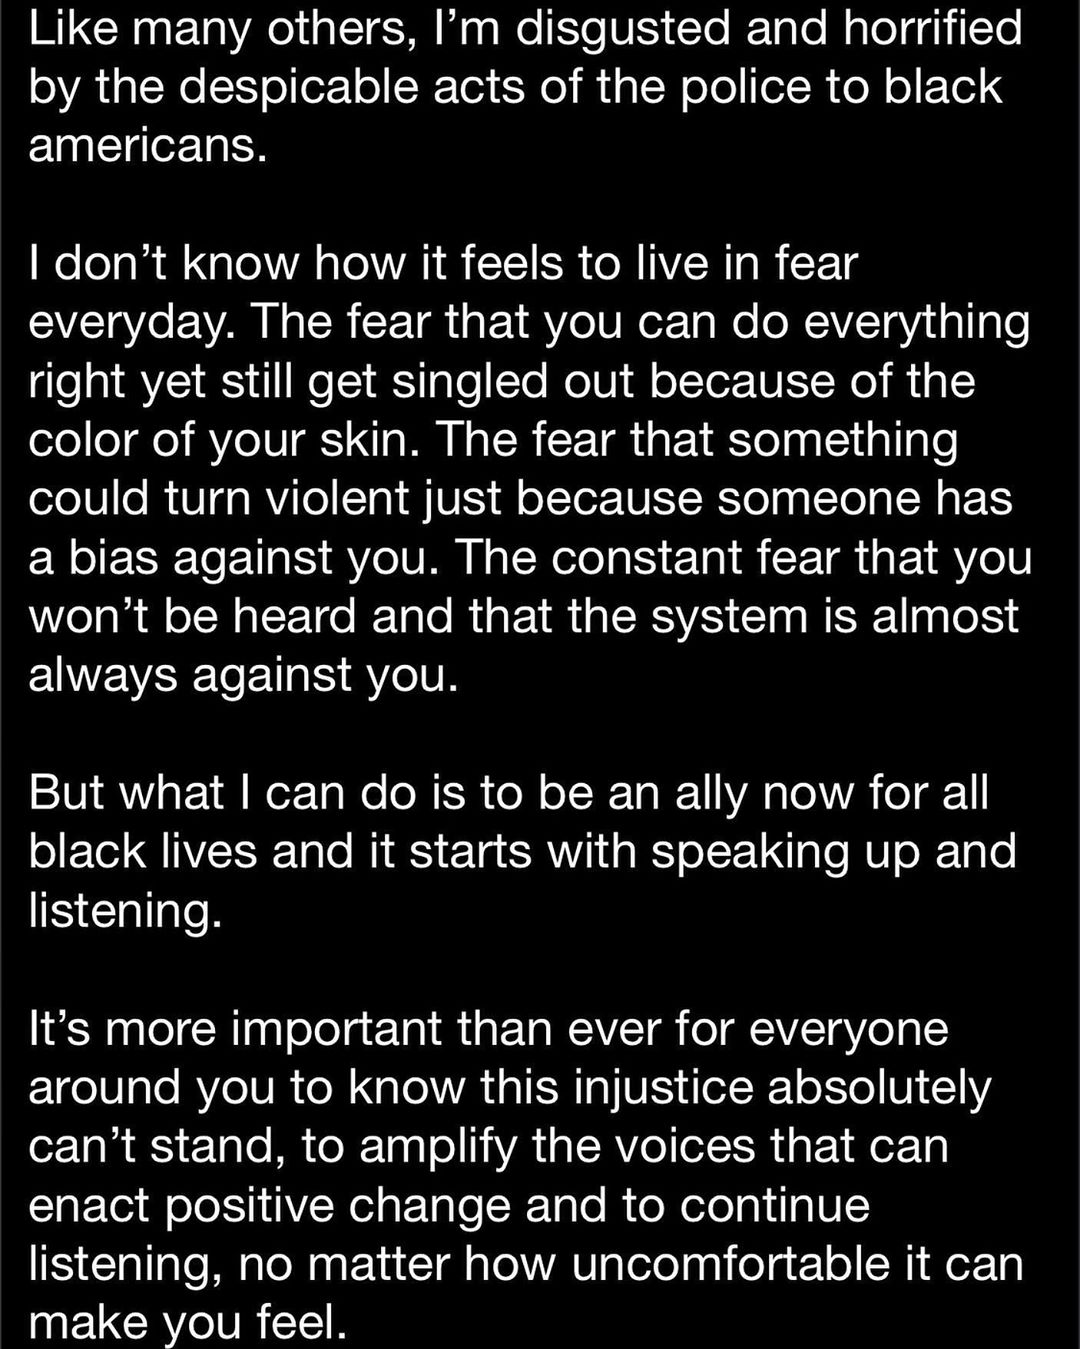 Like many others, I’m disgusted and horrified
by the despicable acts of the police to black
americans.
I don’t know how it feels to live in fear
everyday. The fear that you can do everything
right yet still get singled out because of the
color of your skin. The fear that something
could turn violent just because someone has
a bias against you. The constant fear that you
won’t be heard and that the system is almost
always against you.
But what I can do is to be an ally now for all
black lives and it starts with speaking up and
listening.
It’s more important than ever for everyone
around you to know this injustice absolutely
can’t stand, to amplify the voices that can
enact positive change and to continue
listening, no matter how uncomfortable it can
make you feel.